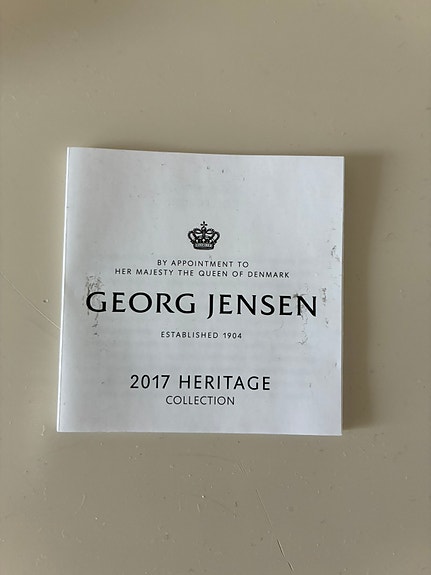 BY APPOINTMENT TO
HER MAJESTY THE QUEEN OF DENMARK
GEORG JENSEN
ESTABLISHED 1904
2017 HERITAGE
COLLECTION